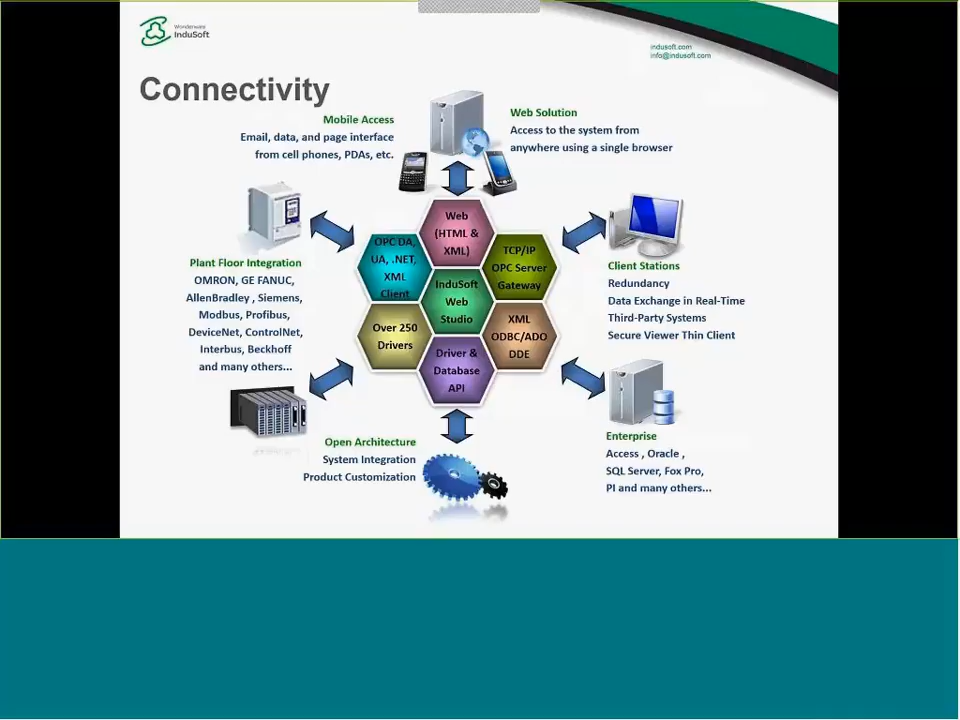 Wonderware
InduSoft
indusoft.com
info@indusoft.com
Connectivity
Mobile Access
Email, data, and page interface
from cell phones, PDAs, etc.
Web Solution
Access to the system from
anywhere using a single browser
Plant Floor Integration
OMRON, GE FANUC,
AllenBradley , Siemens,
Modbus, Profibus,
DeviceNet, ControlNet,
Interbus, Beckhoff
and many others...
Web
(HTML &
XML)
OPC DA,
UA, .NET,
XML
Client
TCP/IP
OPC Server
Gateway
InduSoft
Web
Studio
Over 250
Drivers
XML
ODBC/ADO
DDE
Driver &
Database
API
Client Stations
Redundancy
Data Exchange in Real-Time
Third-Party Systems
Secure Viewer Thin Client
Open Architecture
System Integration
Product Customization
Enterprise
Access , Oracle ,
SQL Server, Fox Pro,
PI and many others...